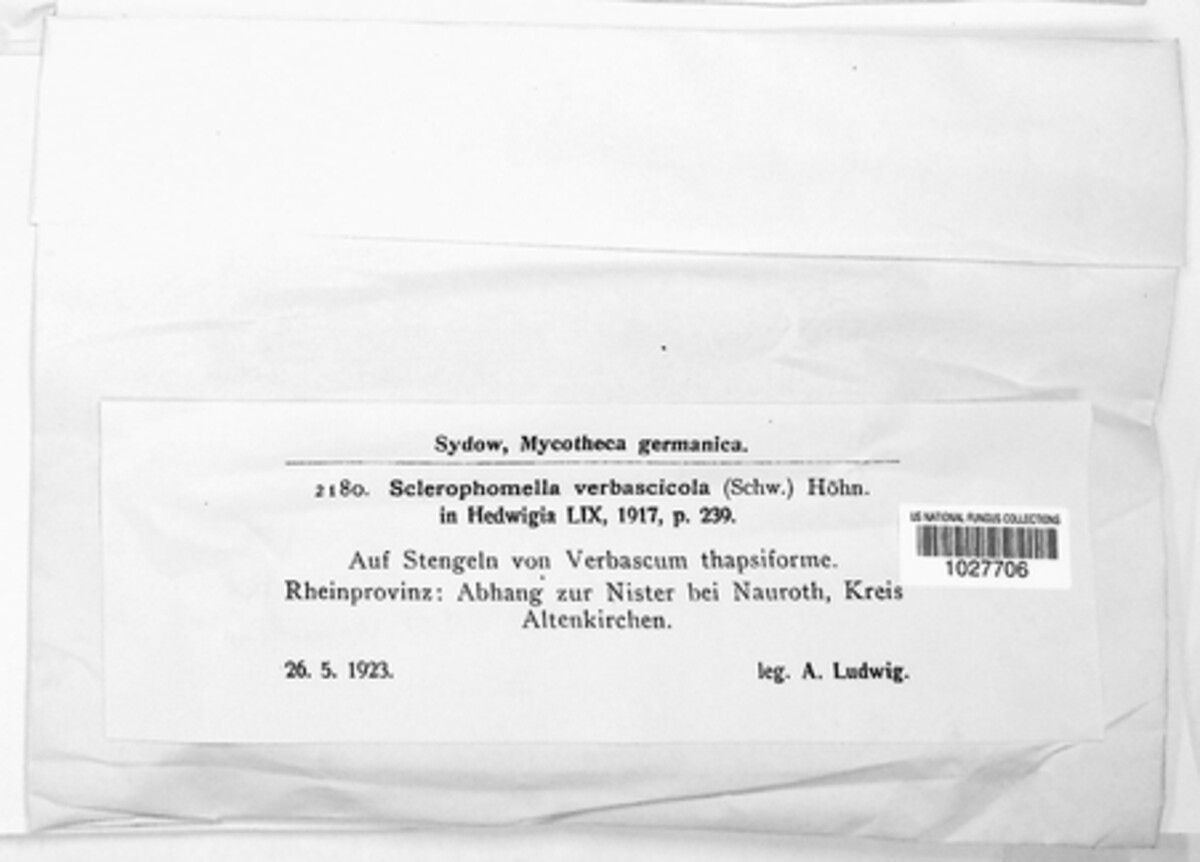 Sydow, Mycotheca germanica.
2180. Sclerophomella verbascicola (Schw.) Höhn.
in Hedwigia LIX, 1917, p. 239.
Auf Stengeln von Verbascum thapsiforme.
Rheinprovinz: Abhang zur Nister bei Nauroth, Kreis
Altenkirchen.
26. 5. 1923. leg. A. Ludwig.
US NATIONAL FUNGUS COLLECTIONS
1027706